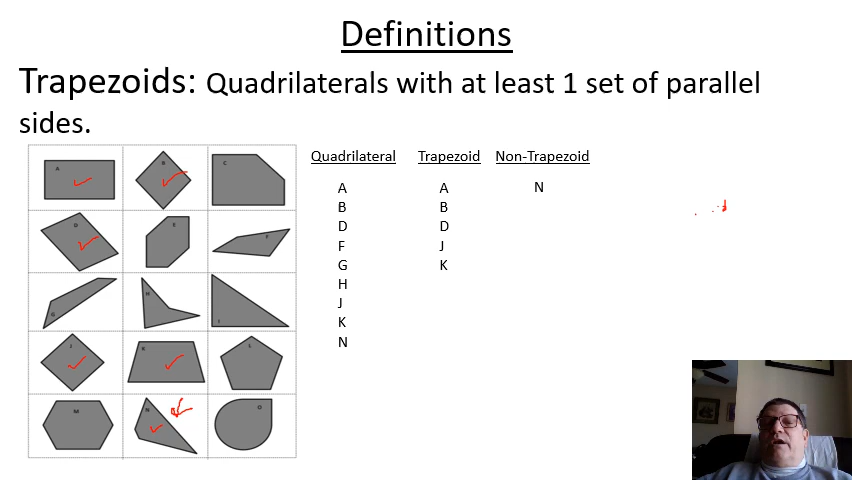 Definitions
Trapezoids: Quadrilaterals with at least 1 set of parallel
sides.
Quadrilateral Trapezoid Non-Trapezoid
A A N
B B
D D
F J
G K
H
J
K
N
A B C
D E F
G H I
J K L
M N O